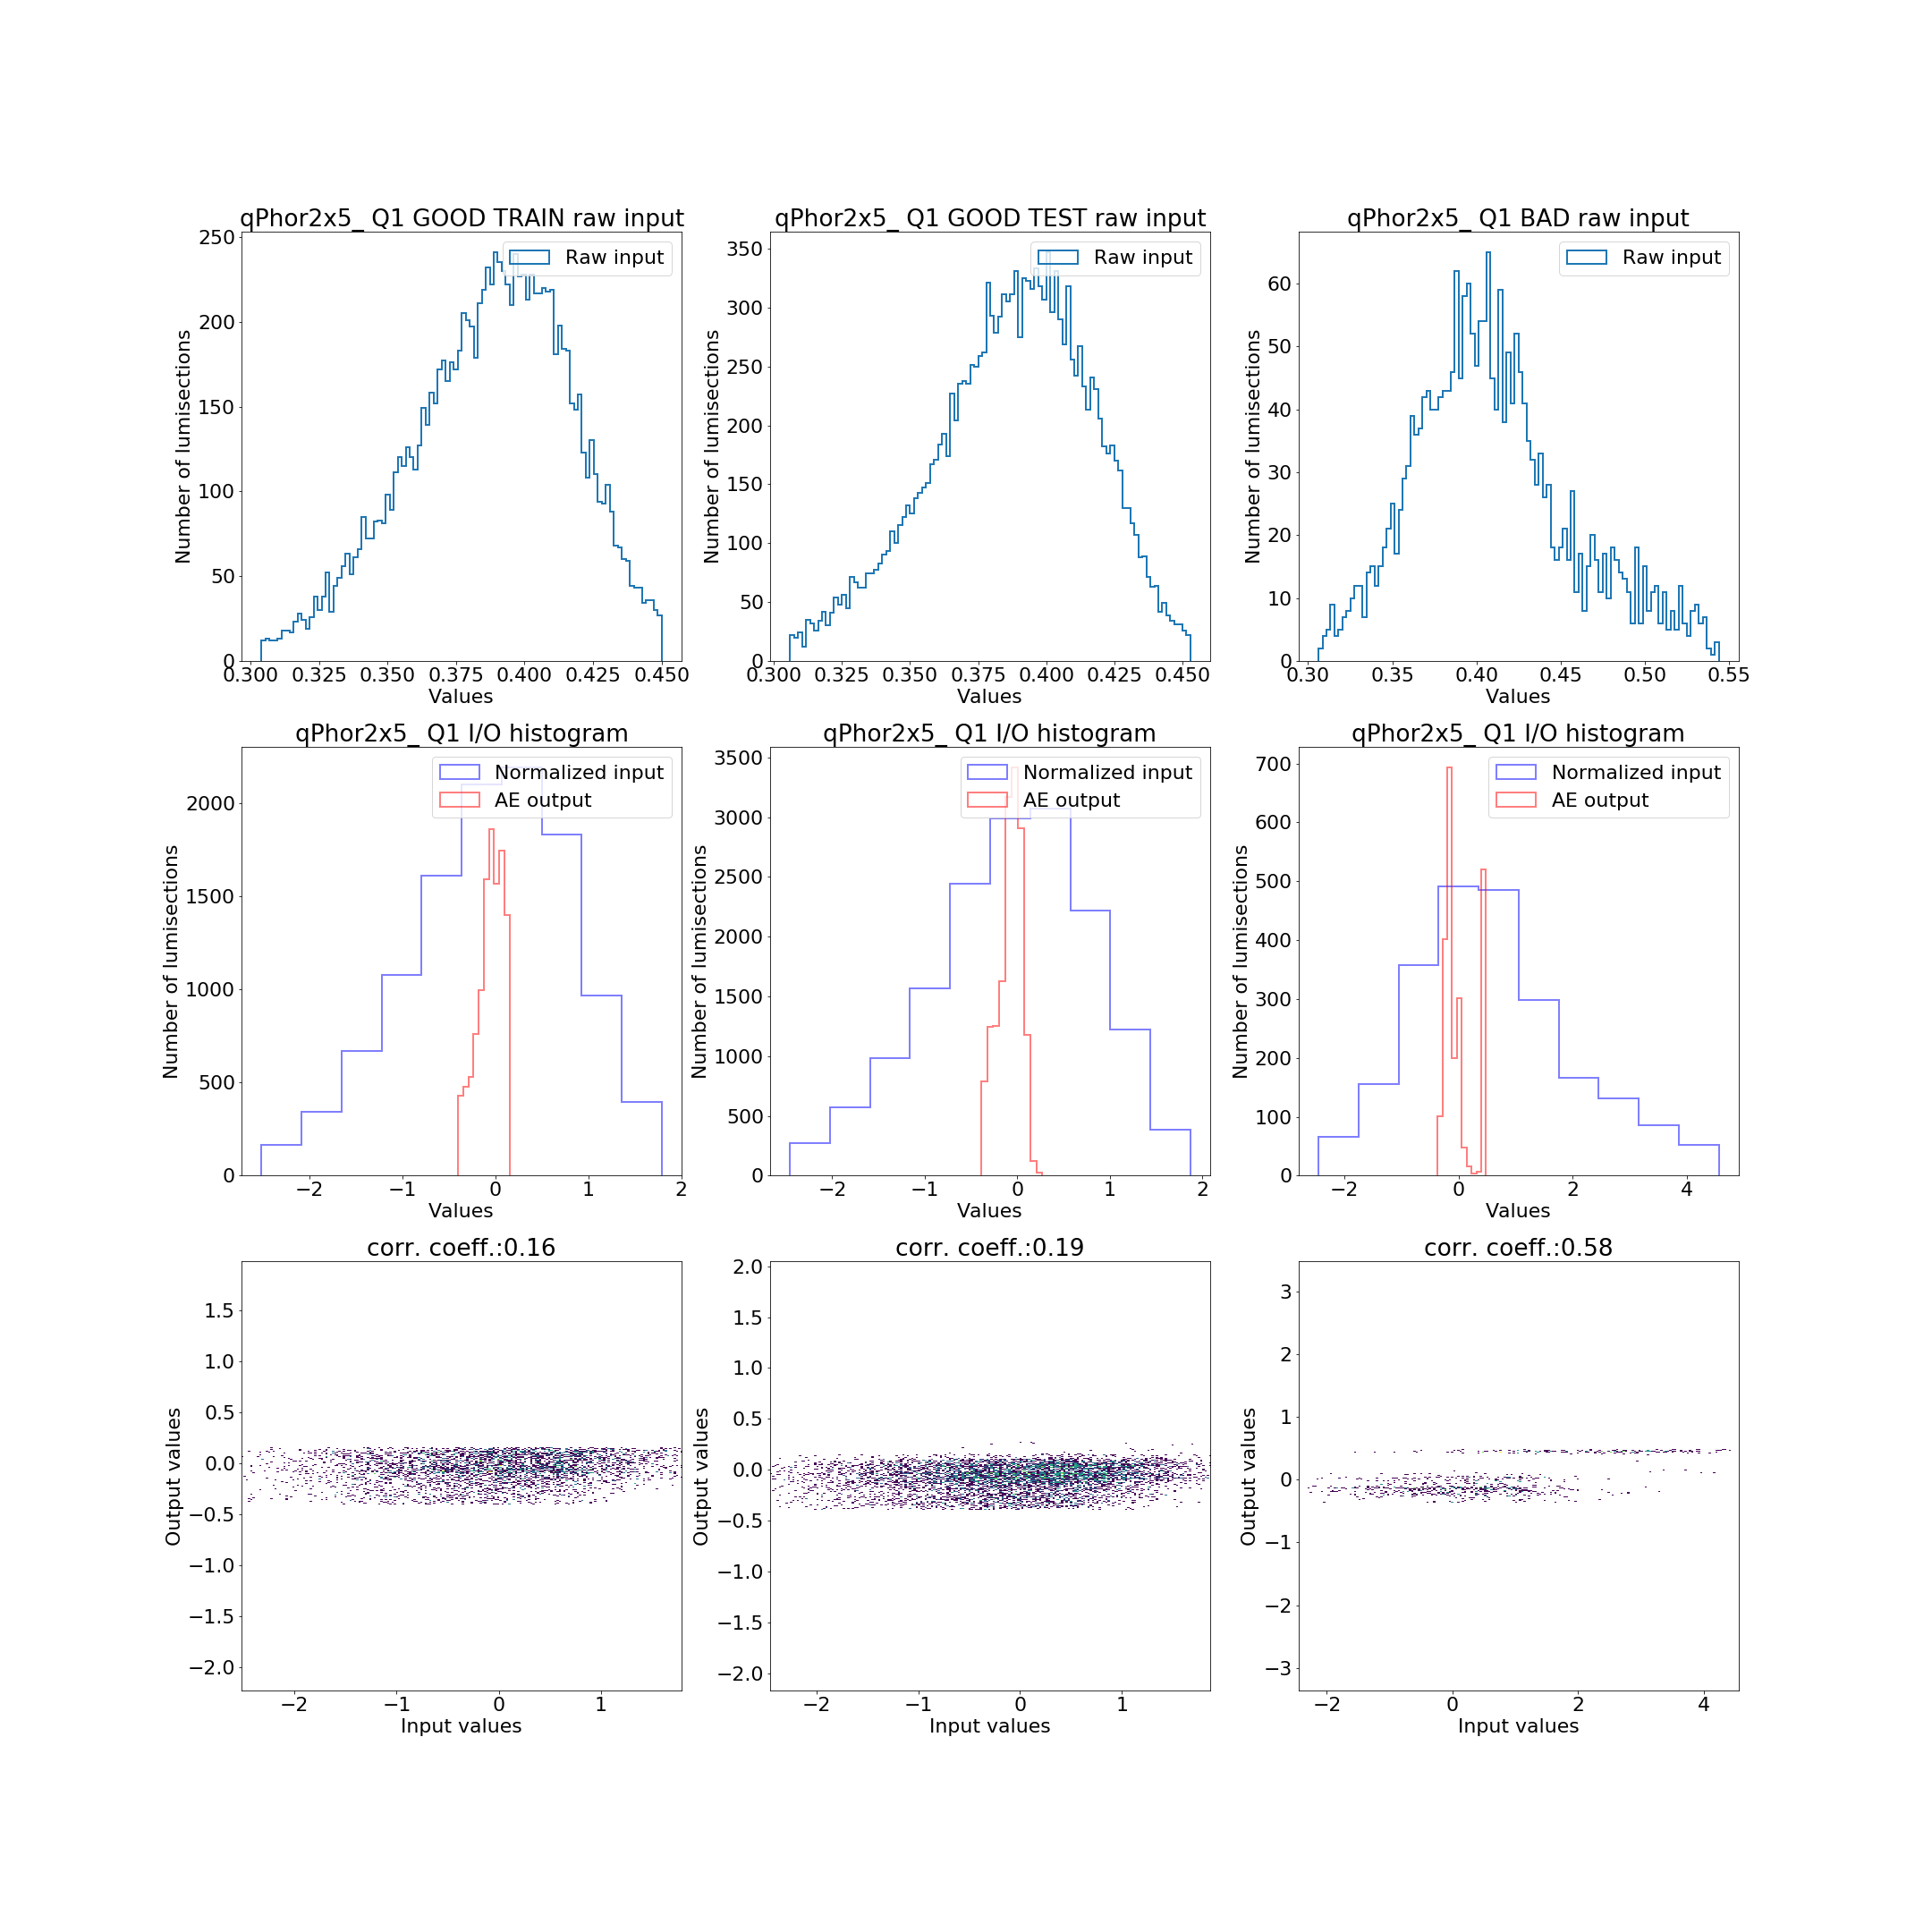 qPhor2x5_ Q1 GOOD TRAIN raw input
Raw input
Number of lumisections
250
200
150
100
50
0
0.300 0.325 0.350 0.375 0.400 0.425 0.450
Values
qPhor2x5_ Q1 GOOD TEST raw input
Raw input
Number of lumisections
350
300
250
200
150
100
50
0
0.300 0.325 0.350 0.375 0.400 0.425 0.450
Values
qPhor2x5_ Q1 BAD raw input
Raw input
Number of lumisections
60
50
40
30
20
10
0
0.30 0.35 0.40 0.45 0.50 0.55
Values
qPhor2x5_ Q1 I/O histogram
Normalized input
AE output
Number of lumisections
2000
1500
1000
500
0
−2 −1 0 1 2
Values
qPhor2x5_ Q1 I/O histogram
Normalized input
AE output
Number of lumisections
3500
3000
2500
2000
1500
1000
500
0
−2 −1 0 1 2
Values
qPhor2x5_ Q1 I/O histogram
Normalized input
AE output
Number of lumisections
700
600
500
400
300
200
100
0
−2 0 2 4
Values
corr. coeff.:0.16
Output values
1.5
1.0
0.5
0.0
−0.5
−1.0
−1.5
−2.0
−2 −1 0 1
Input values
corr. coeff.:0.19
Output values
2.0
1.5
1.0
0.5
0.0
−0.5
−1.0
−1.5
−2.0
−2 −1 0 1
Input values
corr. coeff.:0.58
Output values
3
2
1
0
−1
−2
−3
−2 0 2 4
Input values